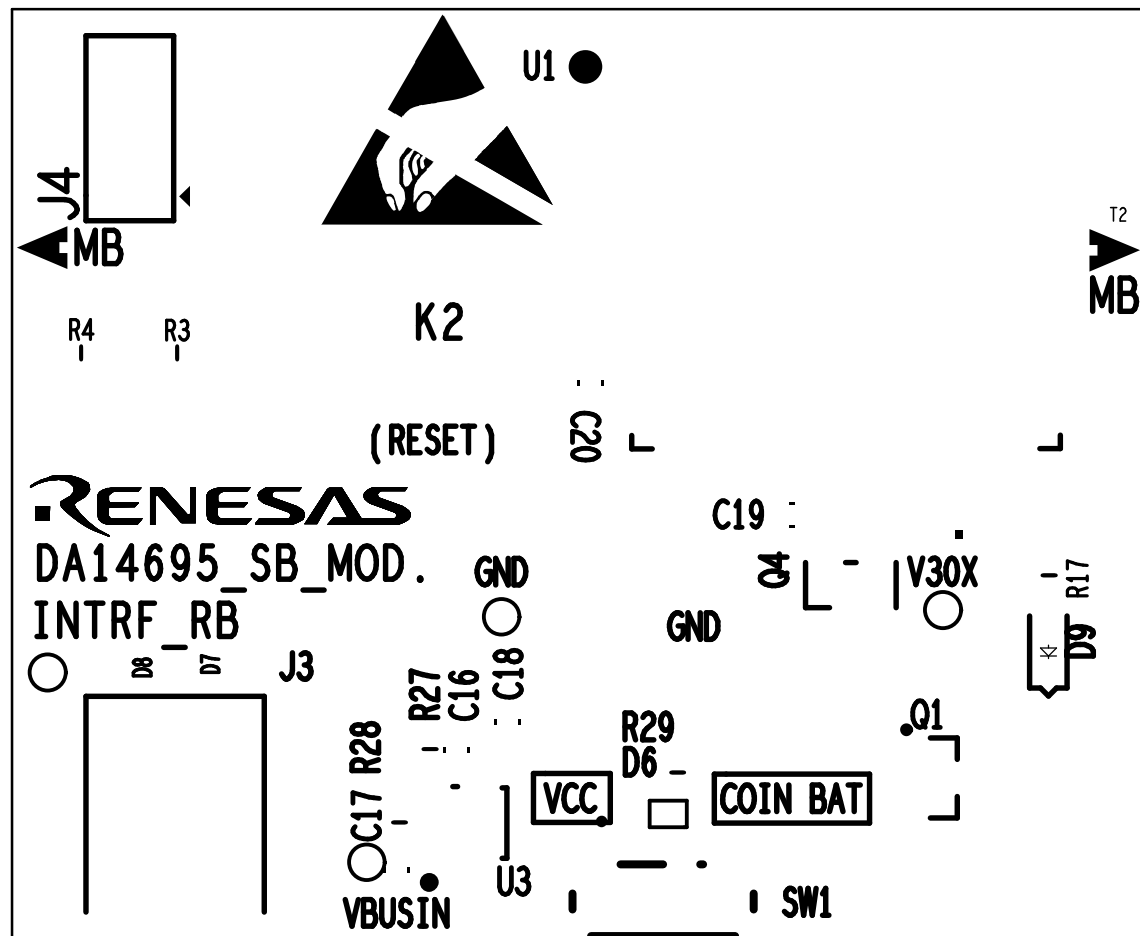 U1
J4
T2
MB
MB
R4
R3
K2
C20
(RESET)
RENESAS
C19
DA14695_SB_MOD.
INTRF_RB
GND
Q4
V30X
R17
GND
D9
D8
D7
J3
R27
C16
C18
R28
R29
D6
Q1
VCC
COIN BAT
C17
U3
VBUSIN
SW1